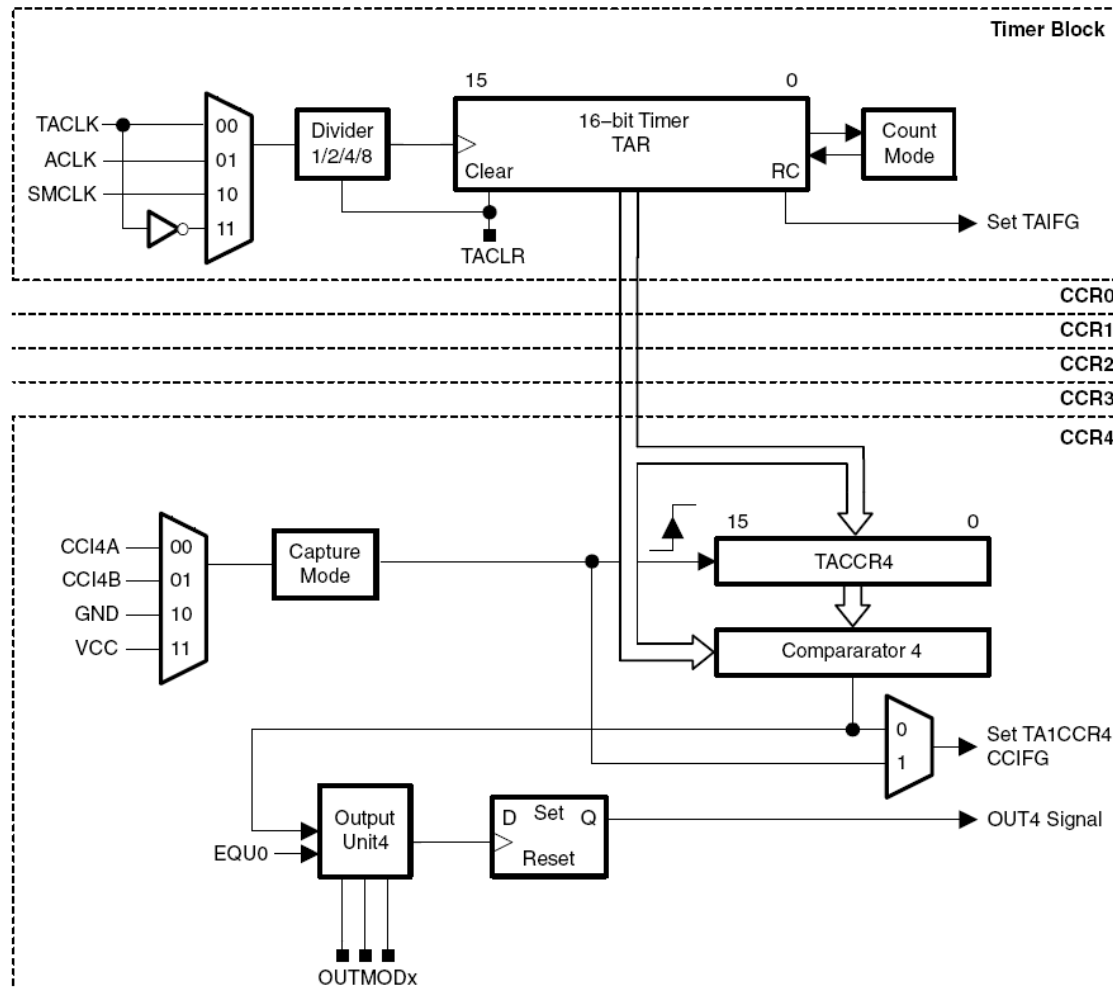 Timer Block
15 0
TACLK
ACLK
SMCLK
00
01
10
11
Divider
1/2/4/8
16-bit Timer
TAR
Clear
RC
Count
Mode
Set TAIFG
TACLR
CCR0
CCR1
CCR2
CCR3
CCR4
CCI4A
CCI4B
GND
VCC
00
01
10
11
Capture
Mode
15 0
TACCR4
Compararator 4
0
1
Set TA1CCR4
CCIFG
Output
Unit4
EQU0
D Set Q
Reset
OUT4 Signal
OUTMODx